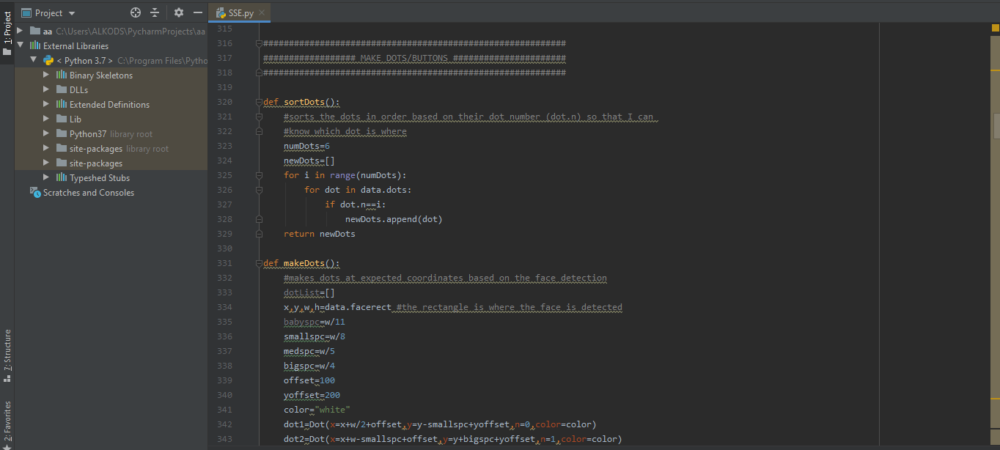 Project
SSE.py
1: Project
aa C:\Users\ALKODS\PycharmProjects\aa
External Libraries
< Python 3.7 > C:\Program Files\Pytho
Binary Skeletons
DLLs
Extended Definitions
Lib
Python37 library root
site-packages library root
site-packages
Typeshed Stubs
Scratches and Consoles
7: Structure
2: Favorites
315
316 ###########################################################
317 ################## MAKE DOTS/BUTTONS ######################
318 ###########################################################
319
320 def sortDots():
321 #sorts the dots in order based on their dot number (dot.n) so that I can
322 #know which dot is where
323 numDots=6
324 newDots=[]
325 for i in range(numDots):
326 for dot in data.dots:
327 if dot.n==i:
328 newDots.append(dot)
329 return newDots
330
331 def makeDots():
332 #makes dots at expected coordinates based on the face detection
333 dotList=[]
334 x,y,w,h=data.facerect #the rectangle is where the face is detected
335 babyspc=w/11
336 smallspc=w/8
337 medspc=w/5
338 bigspc=w/4
339 offset=100
340 yoffset=200
341 color="white"
342 dot1=Dot(x=x+w/2+offset,y=y-smallspc+yoffset,n=0,color=color)
343 dot2=Dot(x=x+w-smallspc+offset,y=y+bigspc+yoffset,n=1,color=color)